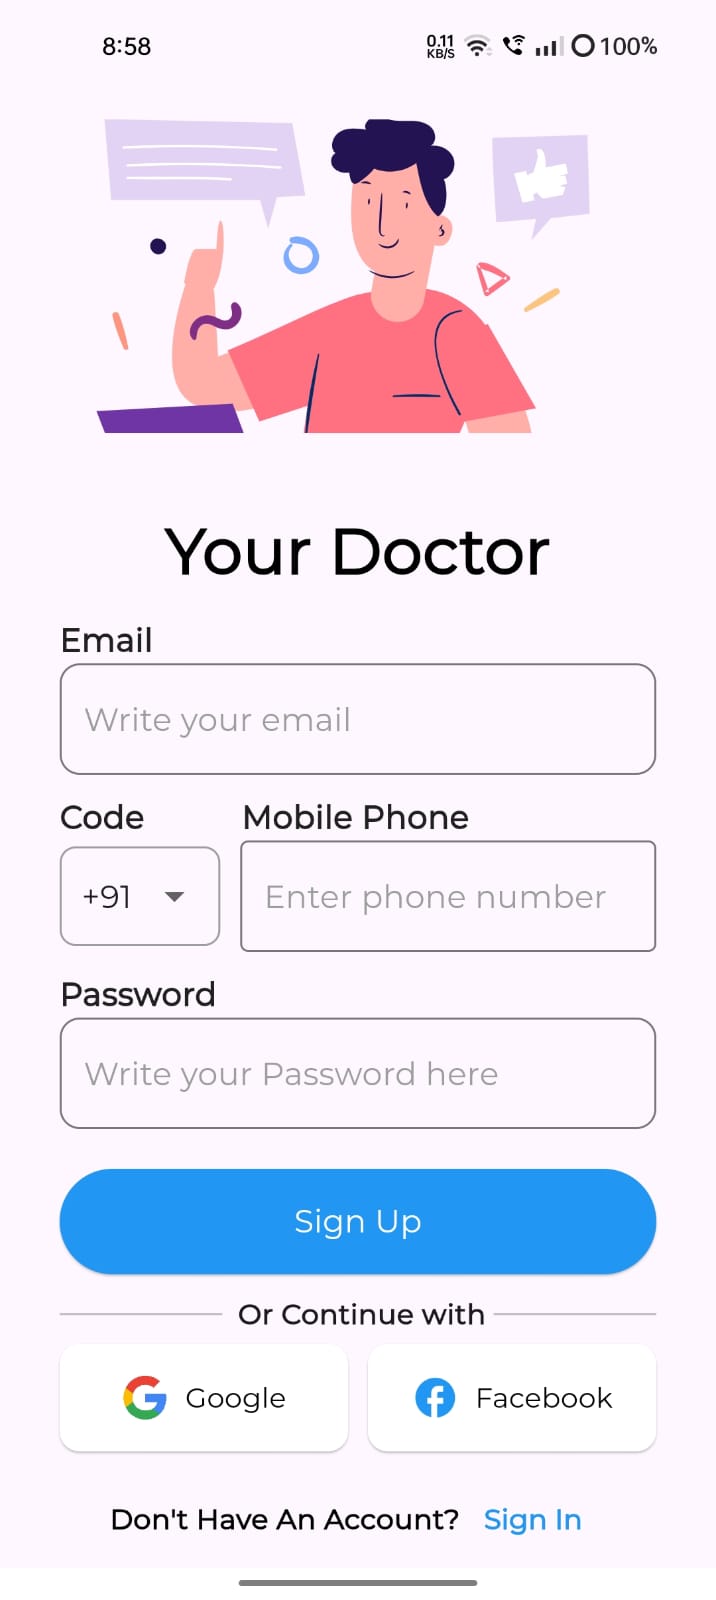 8:58 0.11 KB/S 100%
Your Doctor
Email
Write your email
Code Mobile Phone
+91 Enter phone number
Password
Write your Password here
Sign Up
Or Continue with
Google Facebook
Don't Have An Account? Sign In